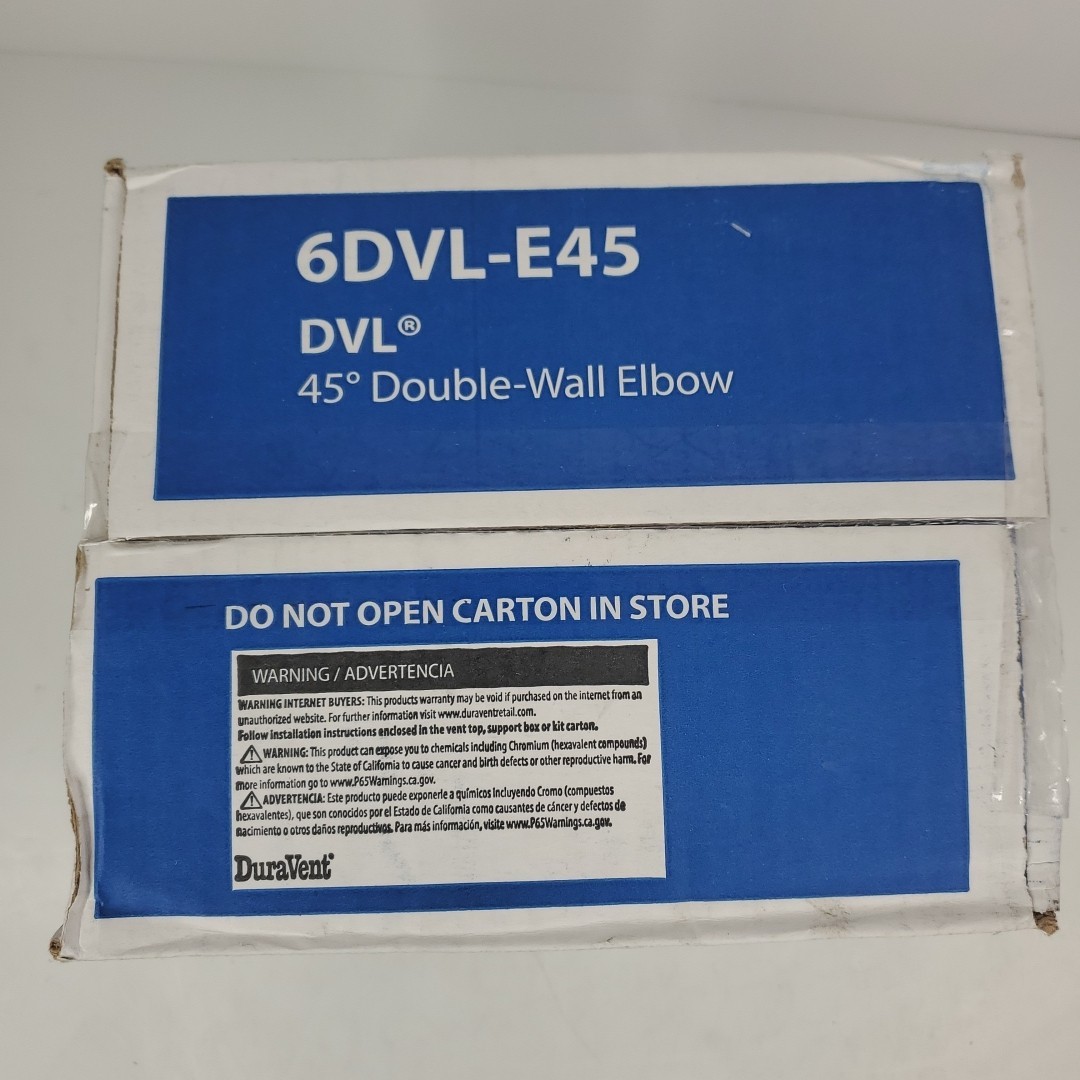 6DVL-E45
DVL®
45° Double-Wall Elbow
DO NOT OPEN CARTON IN STORE
WARNING / ADVERTENCIA
WARNING INTERNET BUYERS: This products warranty may be void if purchased on the internet from an
unauthorized website. For further information visit www.duraventretail.com.
Follow installation instructions enclosed in the vent top, support box or kit carton.
WARNING: This product can expose you to chemicals including Chromium (hexavalent compounds)
which are known to the State of California to cause cancer and birth defects or other reproductive harm. For
more information go to www.P65Warnings.ca.gov.
ADVERTENCIA: Este producto puede exponerle a químicos incluyendo Cromo (compuestos
hexavalentes), que son conocidos por el Estado de California como causantes de cáncer y defectos de
nacimiento o otros daños reproductivos. Para más información, visite www.P65Warnings.ca.gov.
DuraVent®